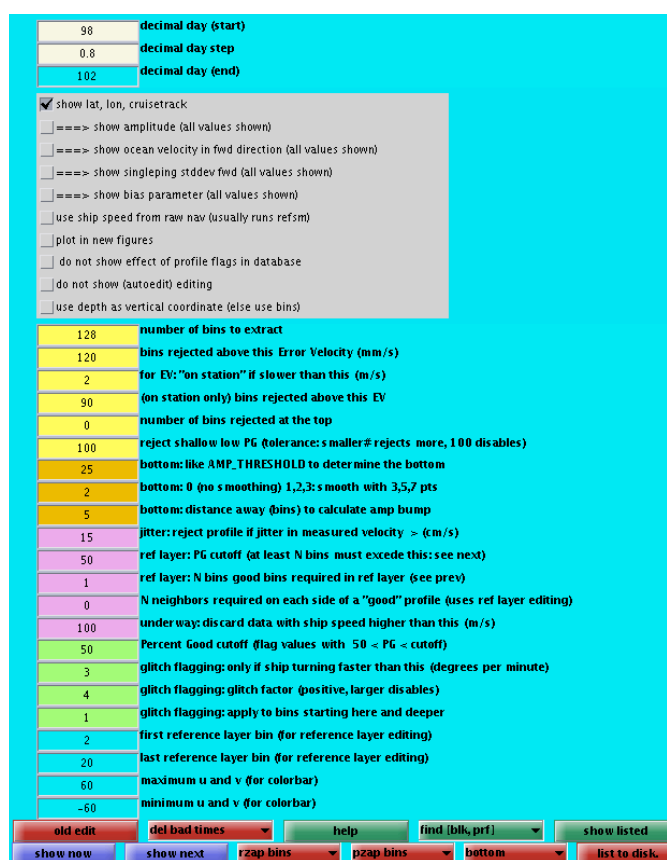 98 decimal day (start)
0.8 decimal day step
102 decimal day (end)
show lat, lon, cruisetrack
===> show amplitude (all values shown)
===> show ocean velocity in fwd direction (all values shown)
===> show singleping stddev fwd (all values shown)
===> show bias parameter (all values shown)
use ship speed from raw nav (usually runs refsm)
plot in new figures
do not show effect of profile flags in database
do not show (autoedit) editing
use depth as vertical coordinate (else use bins)
128 number of bins to extract
120 bins rejected above this Error Velocity (mm/s)
2 for EV: "on station" if slower than this (m/s)
90 (on station only) bins rejected above this EV
0 number of bins rejected at the top
100 reject shallow low PG (tolerance: smaller# rejects more, 100 disables)
25 bottom: like AMP_THRESHOLD to determine the bottom
2 bottom: 0 (no smoothing) 1,2,3: smooth with 3,5,7 pts
5 bottom: distance away (bins) to calculate amp bump
15 jitter: reject profile if jitter in measured velocity > (cm/s)
50 ref layer: PG cutoff (at least N bins must excede this: see next)
1 ref layer: N bins good bins required in ref layer (see prev)
0 N neighbors required on each side of a "good" profile (uses ref layer editing)
100 underway: discard data with ship speed higher than this (m/s)
50 Percent Good cutoff (flag values with 50 < PG < cutoff)
3 glitch flagging: only if ship turning faster than this (degrees per minute)
4 glitch flagging: glitch factor (positive, larger disables)
1 glitch flagging: apply to bins starting here and deeper
2 first reference layer bin (for reference layer editing)
20 last reference layer bin (for reference layer editing)
60 maximum u and v (for colorbar)
-60 minimum u and v (for colorbar)
old edit del bad times help find [blk, prf] show listed
show now show next rzap bins pzap bins bottom list to disk.